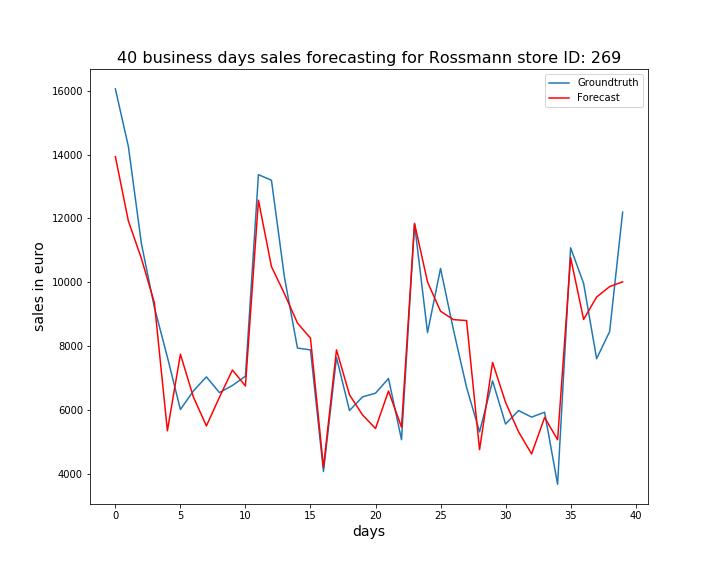 40 business days sales forecasting for Rossmann store ID: 269
Groundtruth
Forecast
16000
14000
12000
10000
8000
6000
4000
sales in euro
0 5 10 15 20 25 30 35 40
days